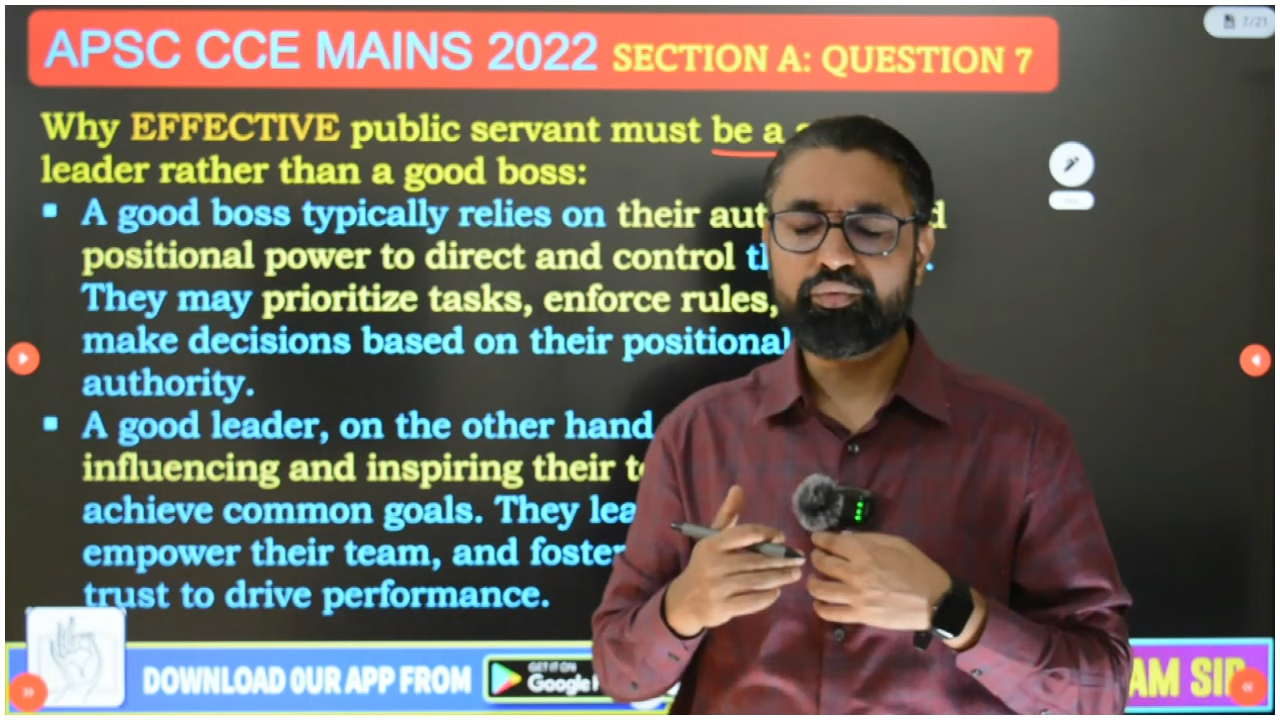 7/21
APSC CCE MAINS 2022 SECTION A: QUESTION 7
Why EFFECTIVE public servant must be a
leader rather than a good boss:
A good boss typically relies on their
positional power to direct and control
They may prioritize tasks, enforce rules,
make decisions based on their positional
authority.
A good leader, on the other hand
influencing and inspiring their
achieve common goals. They
empower their team, and foster
trust to drive performance.
DOWNLOAD OUR APP FROM
GET IT ON
Google